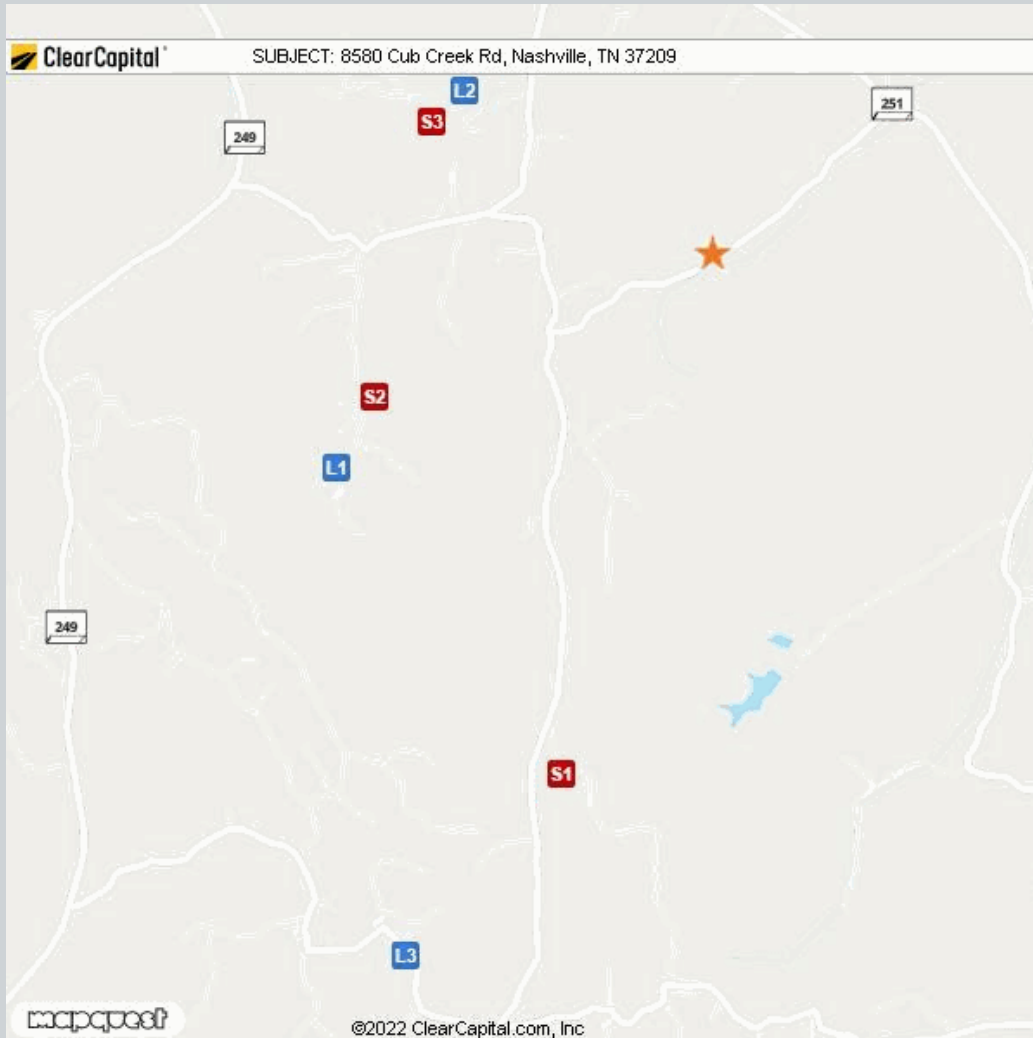 ClearCapital SUBJECT: 8580 Cub Creek Rd, Nashville, TN 37209
L2
251
S3
249
S2
L1
249
S1
L3
mapquest
©2022 ClearCapital.com, Inc